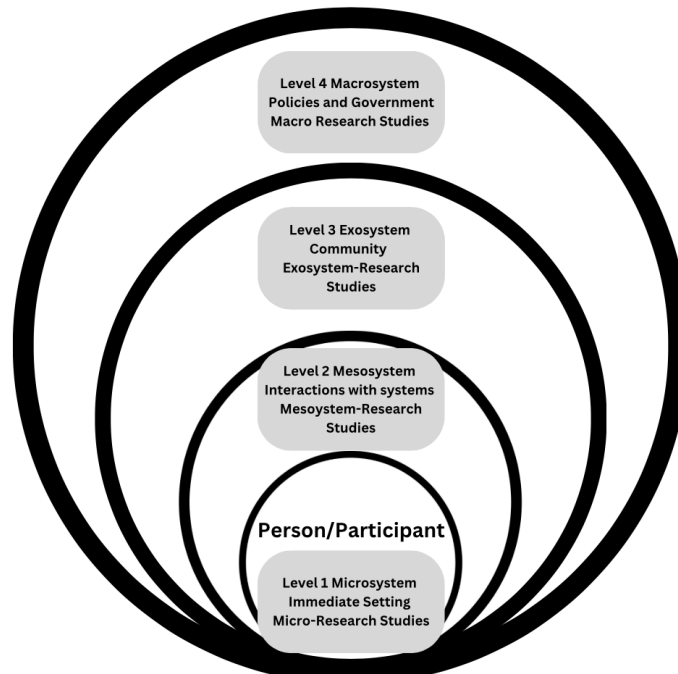 Level 4 Macrosystem
Policies and Government
Macro Research Studies
Level 3 Exosystem
Community
Exosystem-Research
Studies
Level 2 Mesosystem
Interactions with systems
Mesoystem-Research
Studies
Person/Participant
Level 1 Microsystem
Immediate Setting
Micro-Research Studies